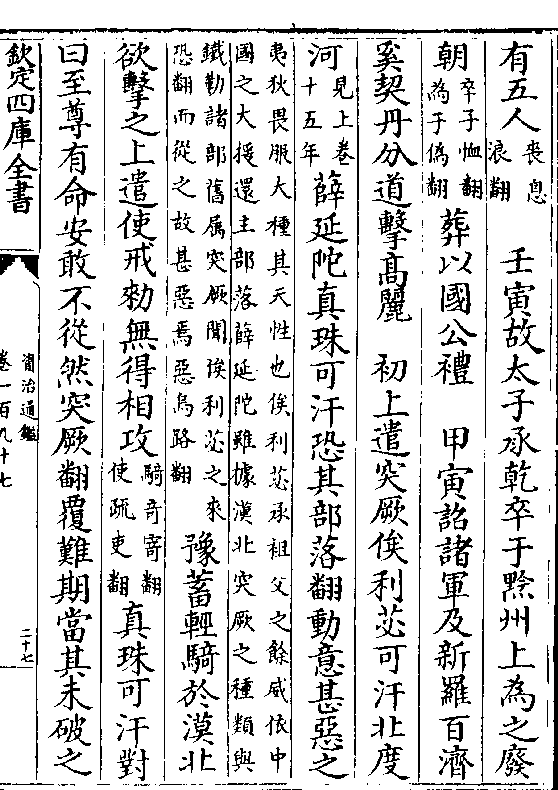 有五人喪息浪翻　壬寅故太子承乾卒于黔州上為之廢
朝卒子恤翻為于偽翻葬以國公禮　甲寅詔諸軍及新羅百濟
奚契丹分道擊高麗　初上遣突厥俟利苾可汗北度
河見上卷十五年薛延陀真珠可汗恐其部落翻動意甚惡之
夷狄畏服大種其天性也俟利苾承祖父之餘威依中
國之大援還主部落薛延陀雖據漠北突厥之種類與
鐵勒諸部舊属突厥聞俟利苾之來
恐翻而從之故甚惡焉惡烏路翻豫蓄輕騎於漠北
欲擊之上遣使戒勑無得相攻騎奇寄翻使疏吏翻真珠可汗對
曰至尊有命安敢不從然突厥翻覆難期當其未破之
欽定四庫全書
資治通鑑
卷一百九十七
二十七